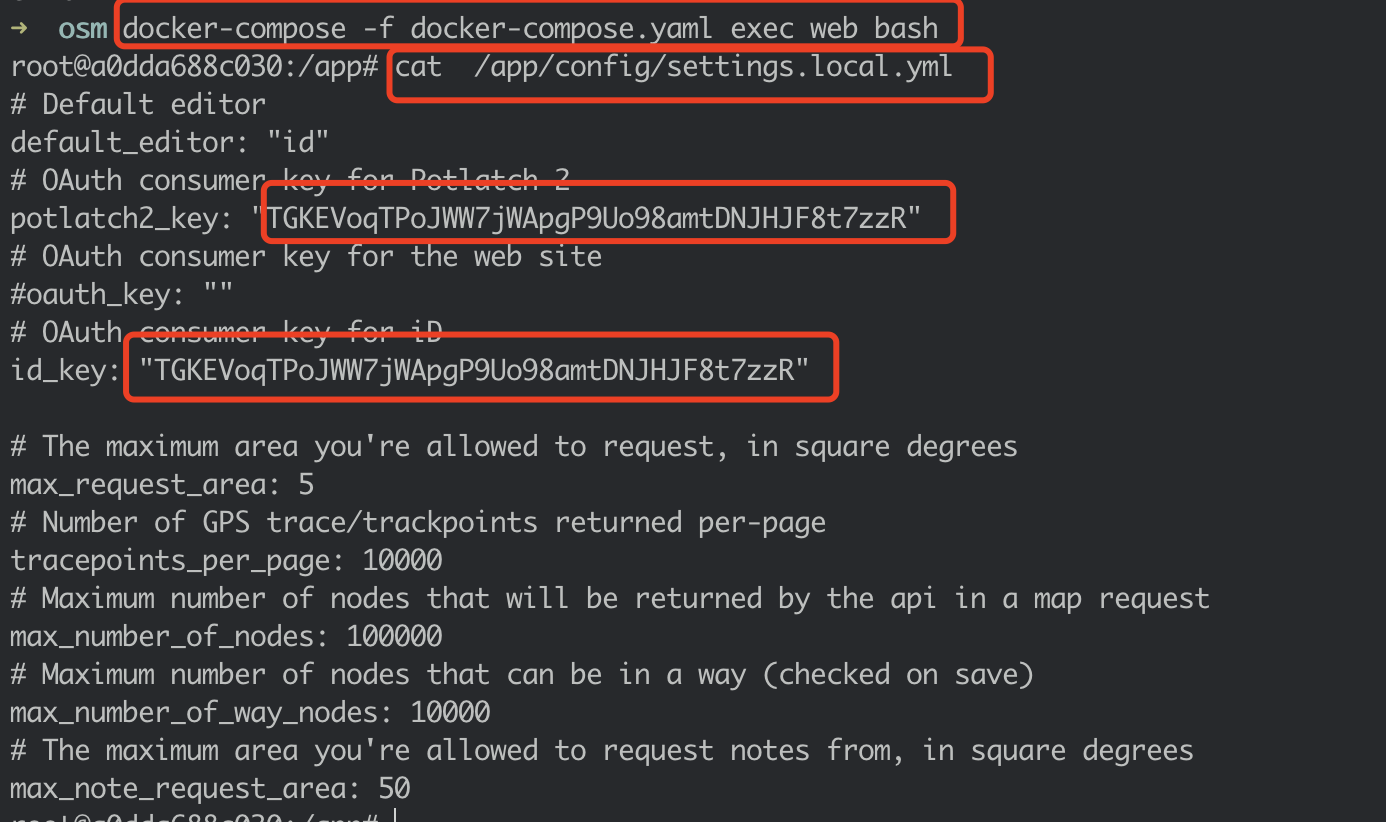 → osm docker-compose -f docker-compose.yaml exec web bash
root@a0dda688c030:/app# cat  /app/config/settings.local.yml
# Default editor
default_editor: "id"
# OAuth consumer key for Potlatch 2
potlatch2_key: "TGKEVoqTPoJWW7jWApgP9Uo98amtDNJHJF8t7zzR"
# OAuth consumer key for the web site
#oauth_key: ""
# OAuth consumer key for iD
id_key: "TGKEVoqTPoJWW7jWApgP9Uo98amtDNJHJF8t7zzR"
# The maximum area you're allowed to request, in square degrees
max_request_area: 5
# Number of GPS trace/trackpoints returned per-page
tracepoints_per_page: 10000
# Maximum number of nodes that will be returned by the api in a map request
max_number_of_nodes: 100000
# Maximum number of nodes that can be in a way (checked on save)
max_number_of_way_nodes: 10000
# The maximum area you're allowed to request notes from, in square degrees
max_note_request_area: 50
root@a0dda688c030:/app#